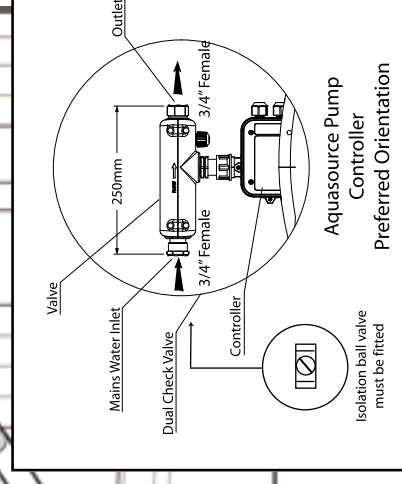 Outlet
250mm
3/4" Female
FLOW
Valve
Mains Water Inlet
Dual Check Valve
3/4" Female
Controller
Isolation ball valve
must be fitted
Aquasource Pump
Controller
Preferred Orientation